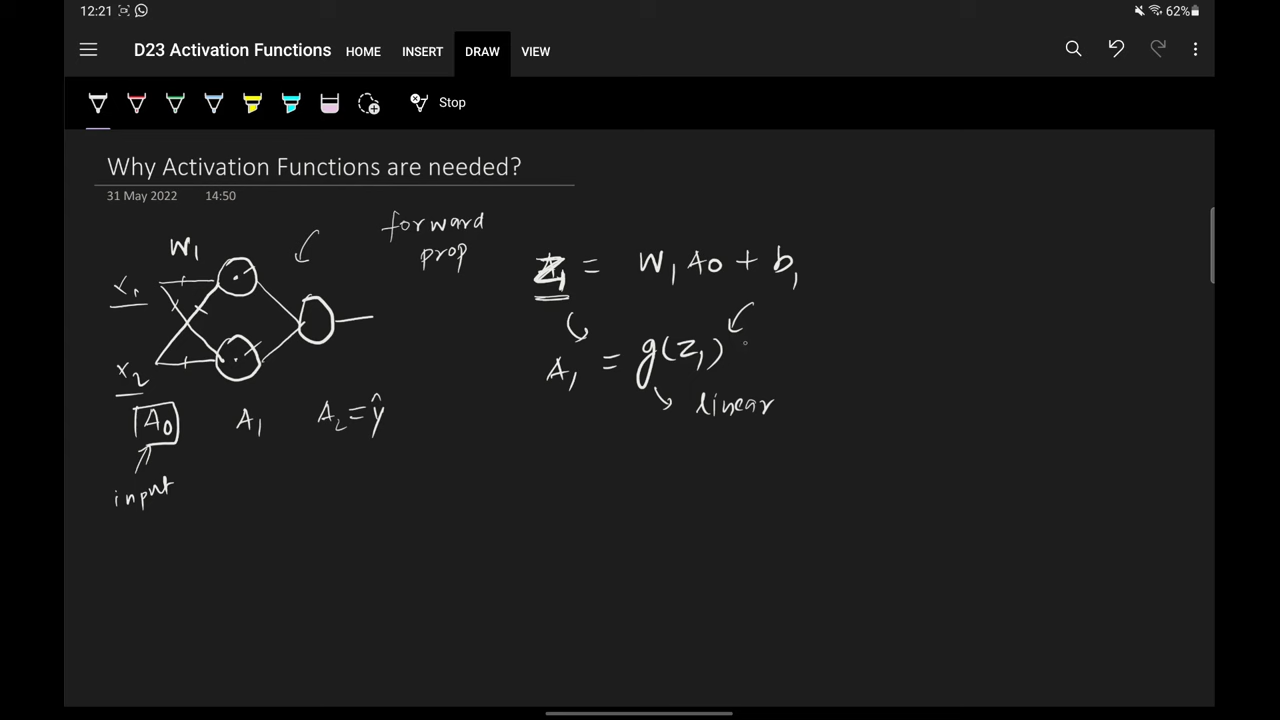 12:21 62%
D23 Activation Functions HOME INSERT DRAW VIEW
Stop
Why Activation Functions are needed?
31 May 2022 14:50
forward
prop
W₁
x₁
x₂
A₀ A₁ A₂ = ŷ
input
Z₁ = W₁ A₀ + b₁
A₁ = g(Z₁)
linear